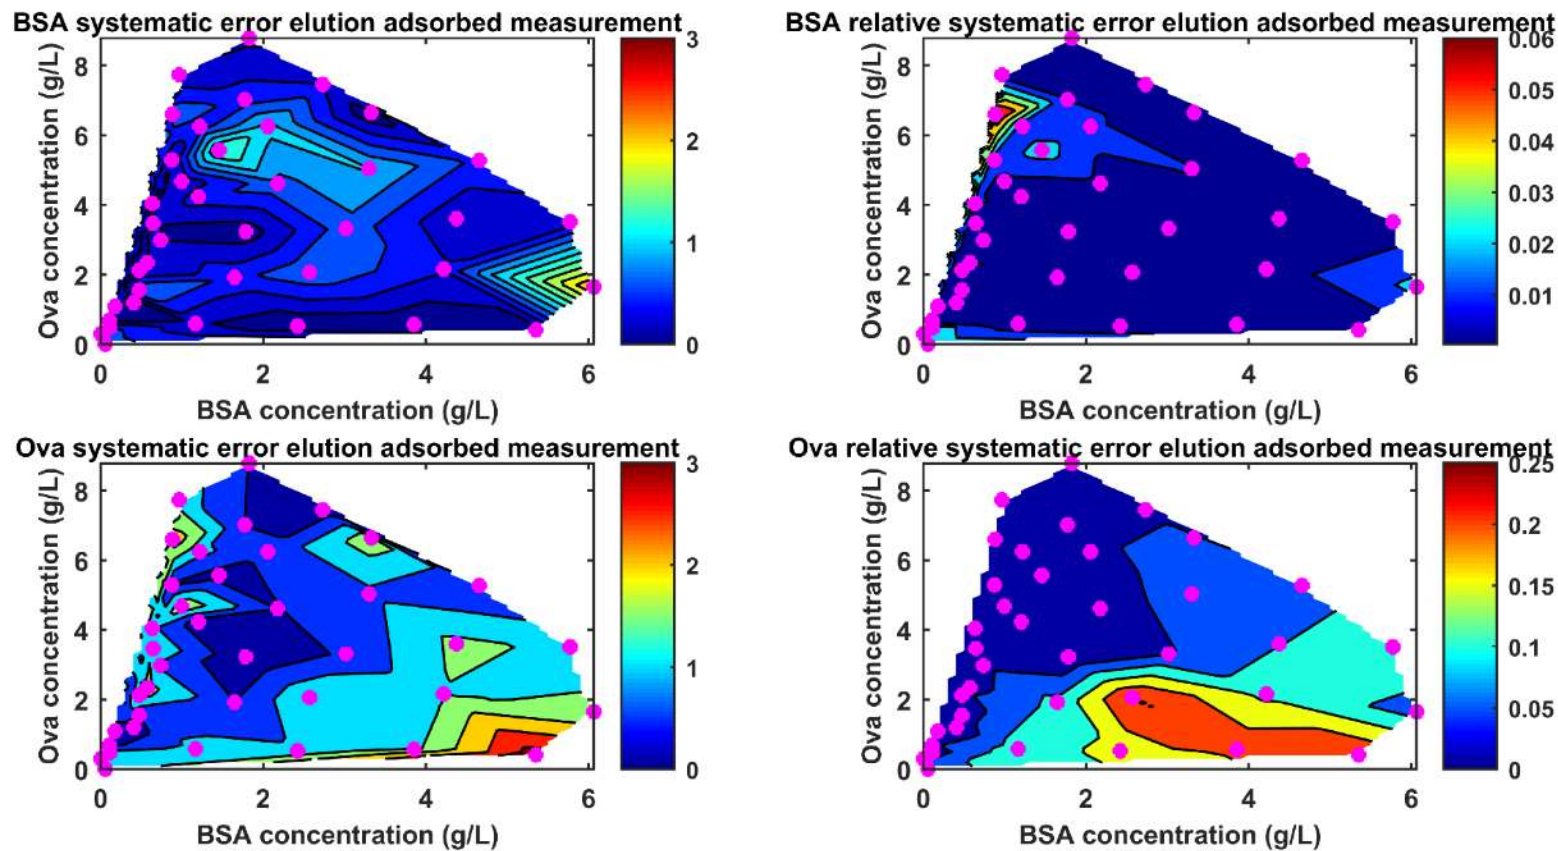 BSA systematic error elution adsorbed measurement
Ova concentration (g/L)
8
6
4
2
0
0 2 4 6
BSA concentration (g/L)
3
2
1
0
BSA relative systematic error elution adsorbed measurement
Ova concentration (g/L)
8
6
4
2
0
0 2 4 6
BSA concentration (g/L)
0.06
0.05
0.04
0.03
0.02
0.01
Ova systematic error elution adsorbed measurement
Ova concentration (g/L)
8
6
4
2
0
0 2 4 6
BSA concentration (g/L)
3
2
1
0
Ova relative systematic error elution adsorbed measurement
Ova concentration (g/L)
8
6
4
2
0
0 2 4 6
BSA concentration (g/L)
0.25
0.2
0.15
0.1
0.05
0